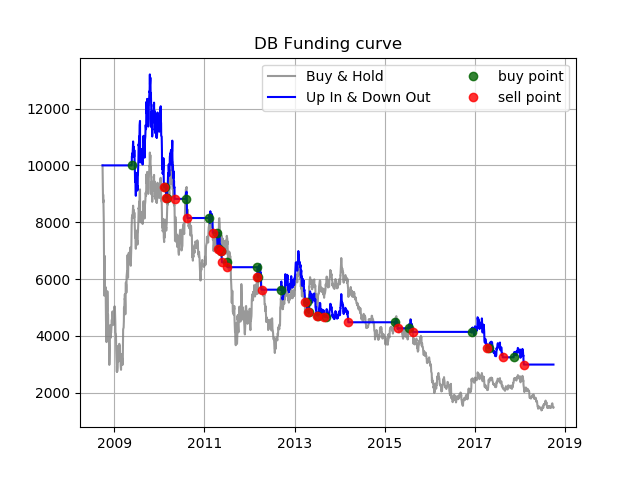 DB Funding curve
Buy & Hold
Up In & Down Out
buy point
sell point
12000
10000
8000
6000
4000
2000
2009 2011 2013 2015 2017 2019